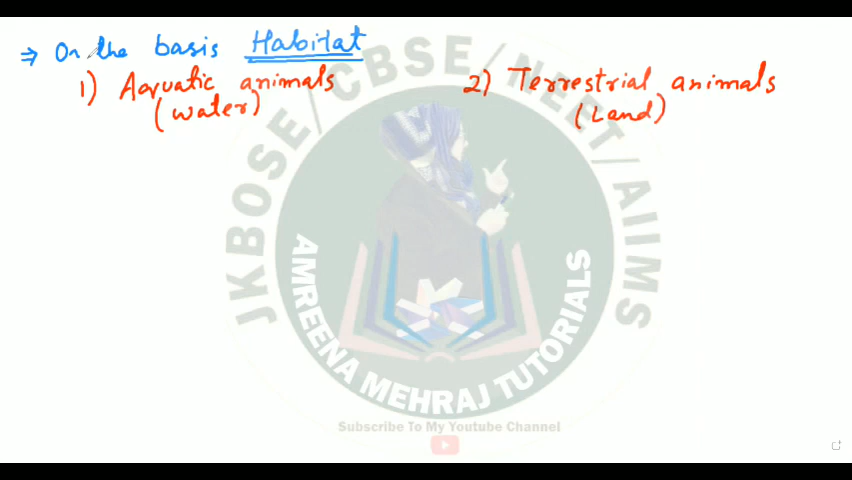 ⇒ On the basis Habitat
1) Aquatic animals
(water)
2) Terrestrial animals
(Land)
JKBOSE/CBSE/NEET/AIIMS
AMREENA MEHRAJ TUTORIALS
Subscribe To My Youtube Channel